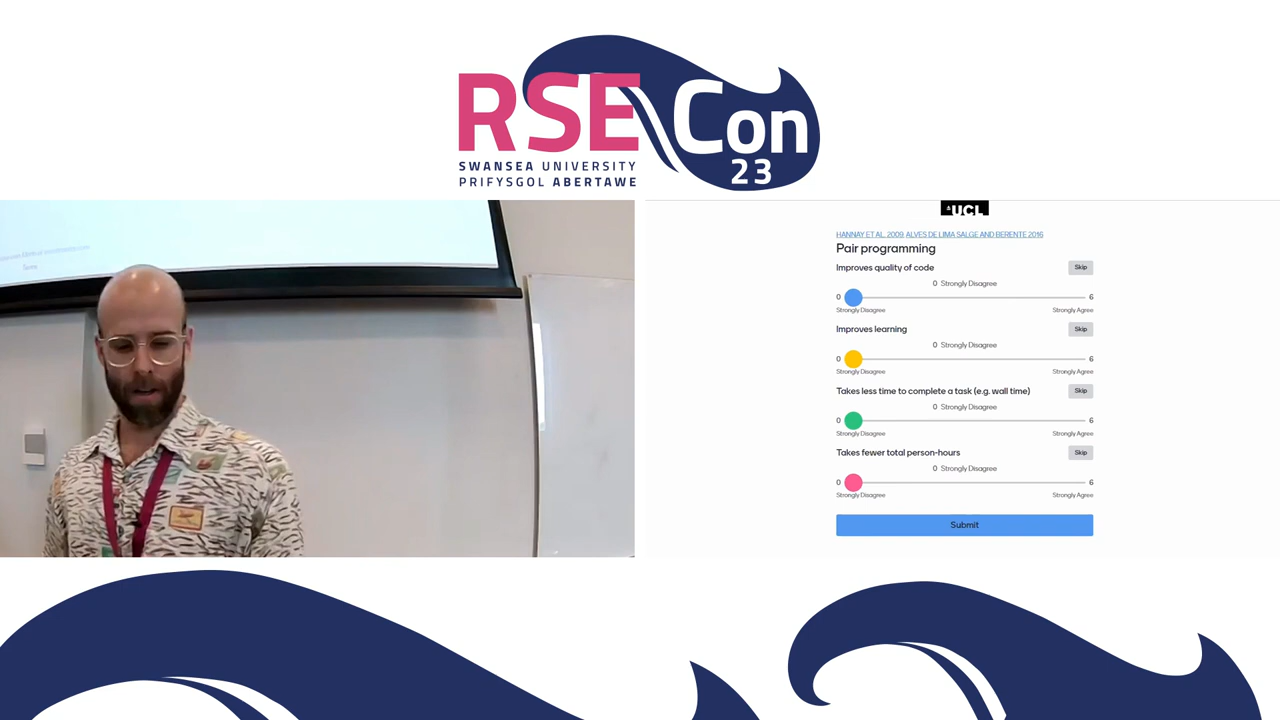 RSE Con
23
SWANSEA UNIVERSITY
PRIFYSGOL ABERTAWE
UCL
HANNAY ET AL. 2009, ALVES DE LIMA SALGE AND BERENTE 2016
Pair programming
Improves quality of code
Skip
0 Strongly Disagree
0
6
Strongly Disagree
Strongly Agree
Improves learning
Skip
0 Strongly Disagree
0
6
Strongly Disagree
Strongly Agree
Takes less time to complete a task (e.g. wall time)
Skip
0 Strongly Disagree
0
6
Strongly Disagree
Strongly Agree
Takes fewer total person-hours
Skip
0 Strongly Disagree
0
6
Strongly Disagree
Strongly Agree
Submit